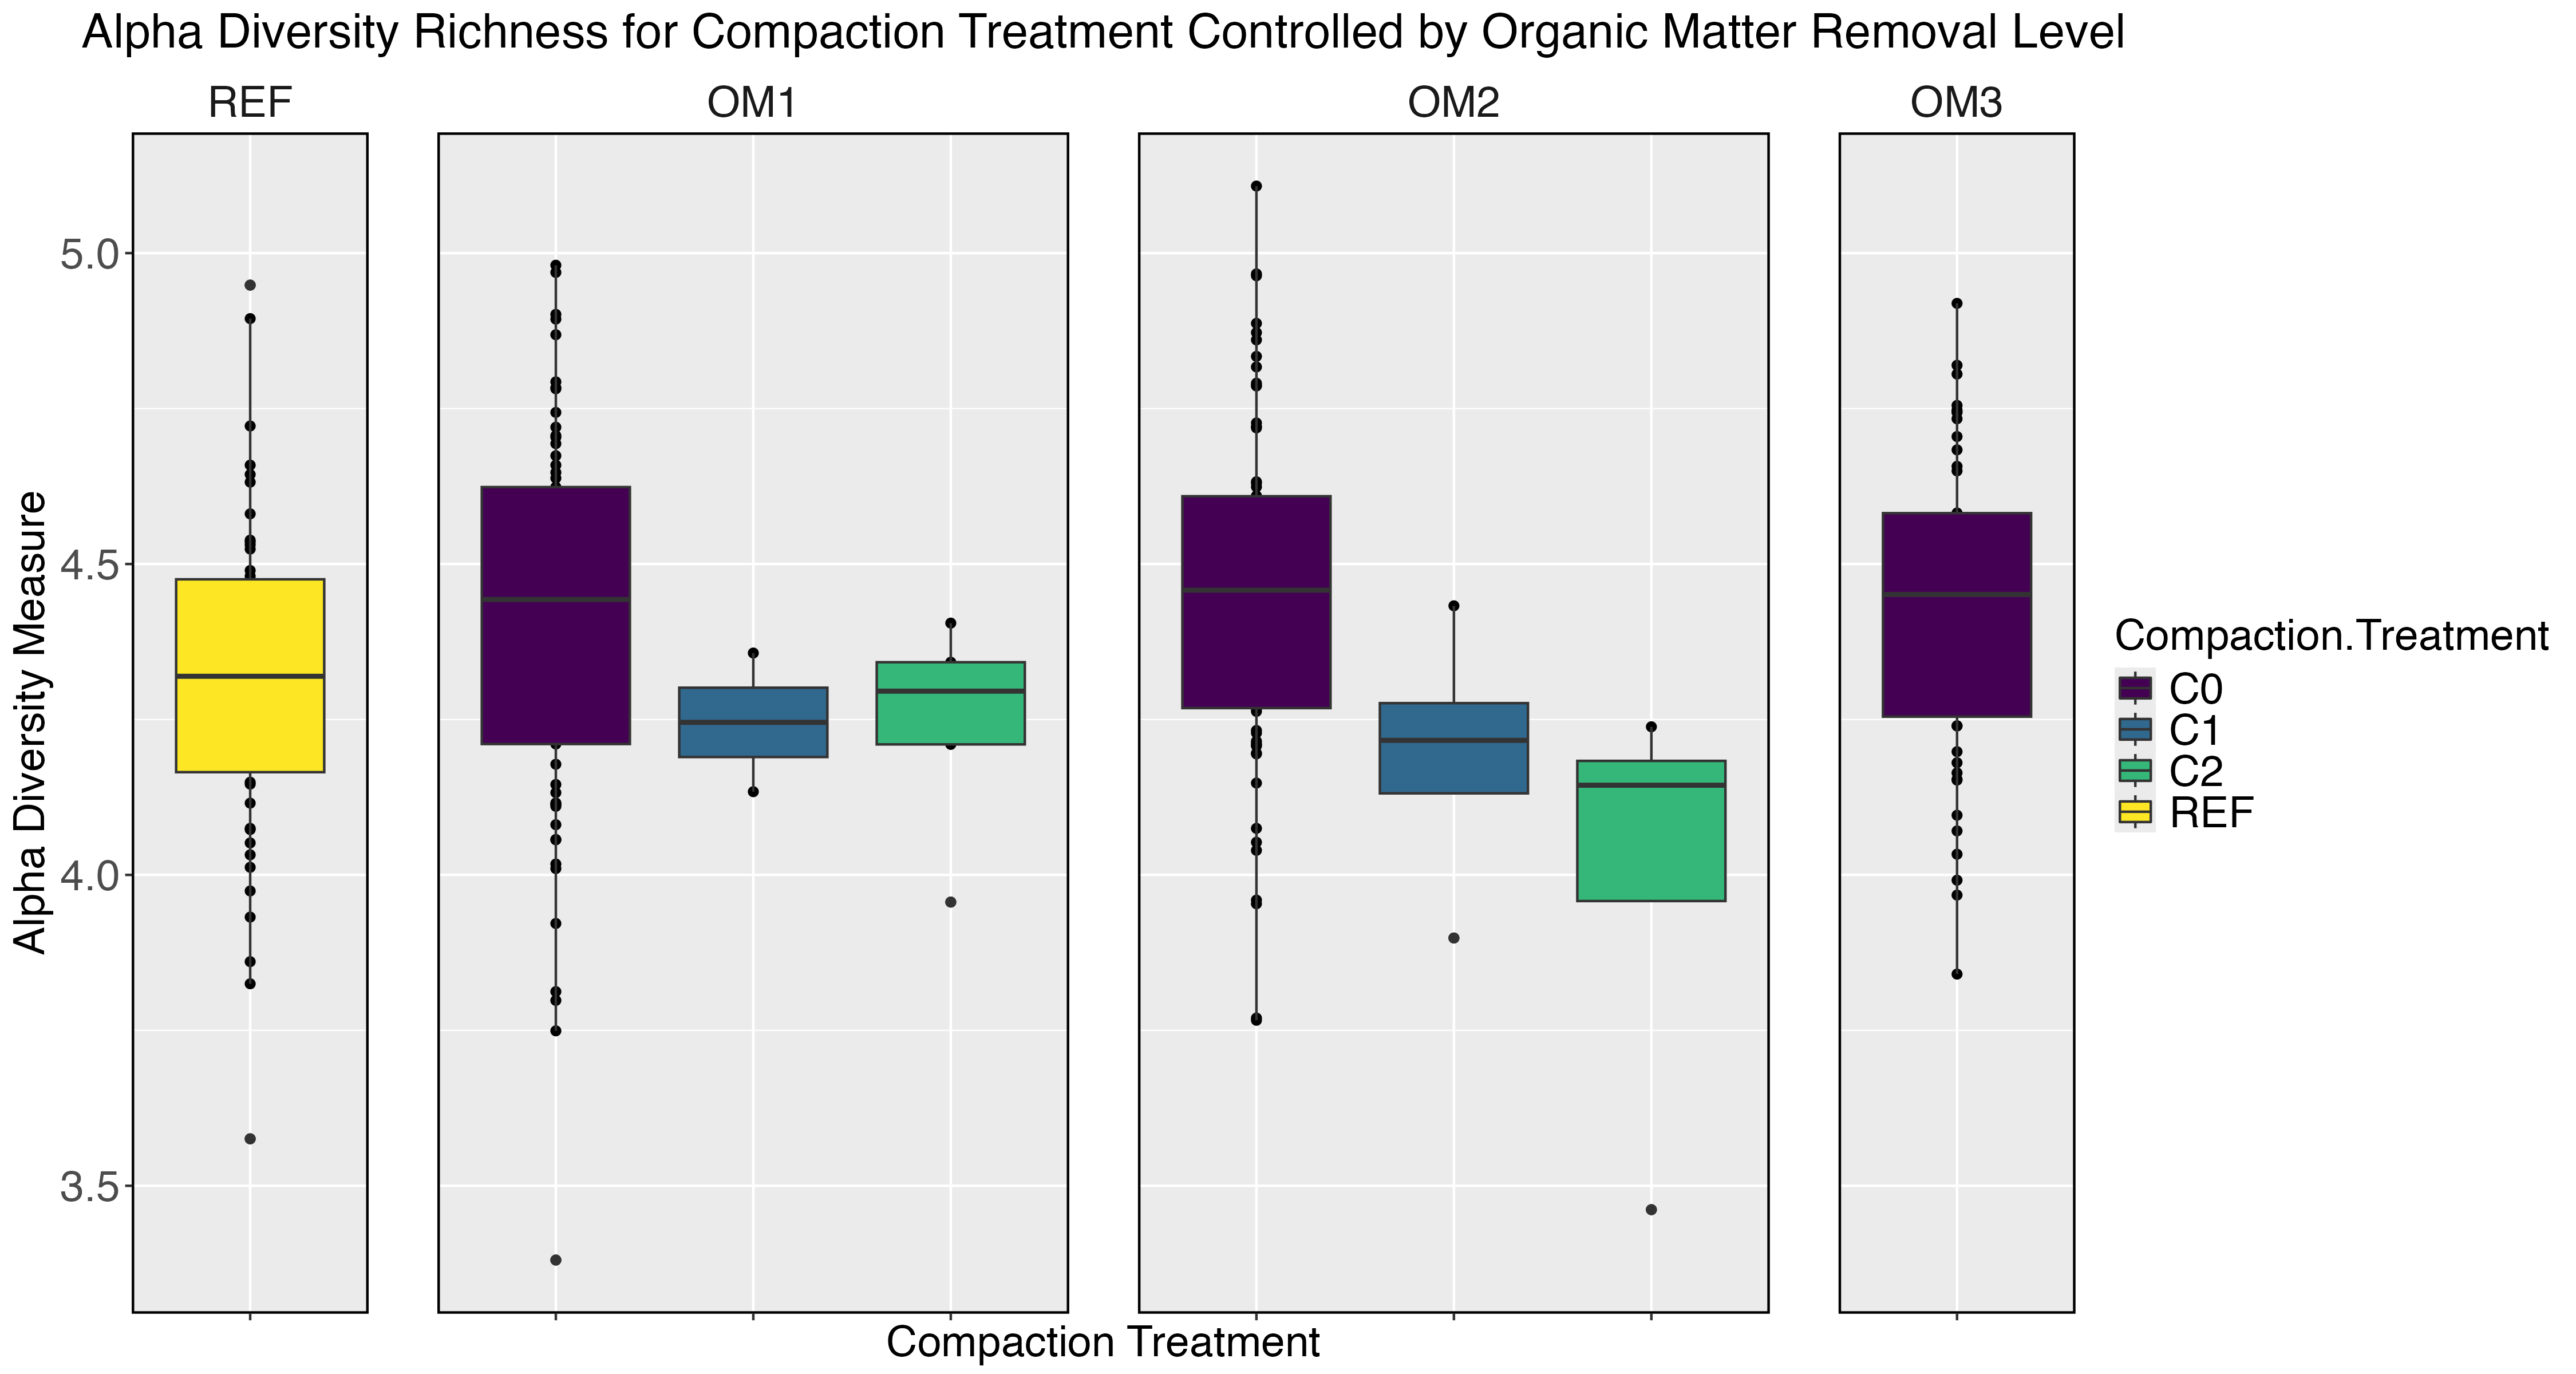 Alpha Diversity Richness for Compaction Treatment Controlled by Organic Matter Removal Level
REF
OM1
OM2
OM3
Alpha Diversity Measure
5.0
4.5
4.0
3.5
Compaction Treatment
Compaction.Treatment
C0
C1
C2
REF